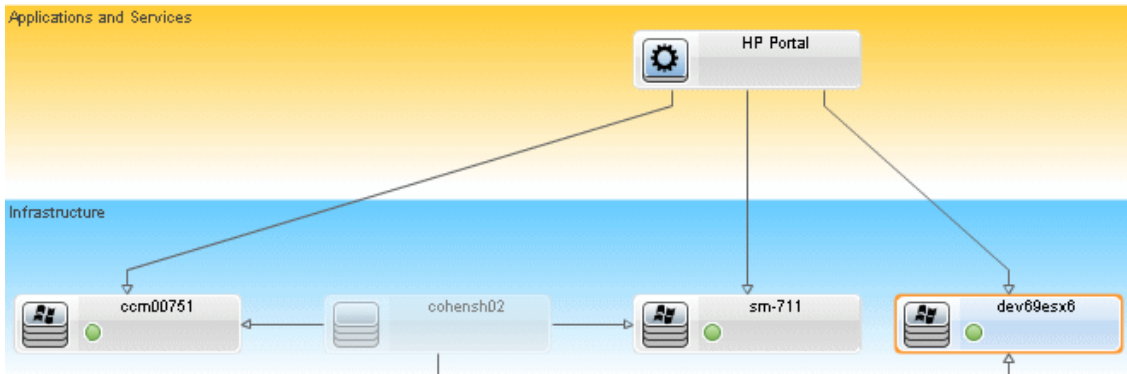 Applications and Services
HP Portal
Infrastructure
ccm00751
cohensh02
sm-711
dev69esx6